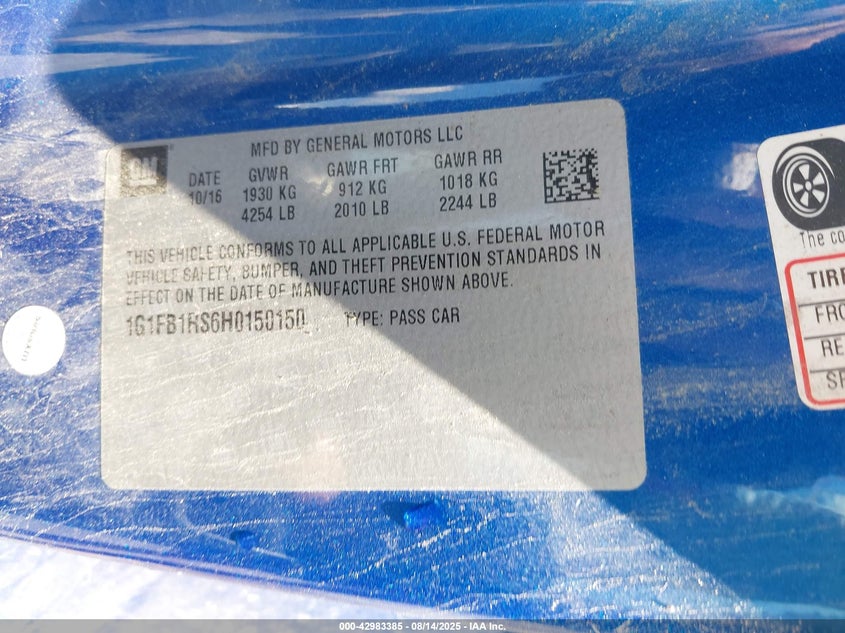 GM
MFD BY GENERAL MOTORS LLC
DATE GVWR GAWR FRT GAWR RR
10/16 1930 KG 912 KG 1018 KG
4254 LB 2010 LB 2244 LB
THIS VEHICLE CONFORMS TO ALL APPLICABLE U.S. FEDERAL MOTOR
VEHICLE SAFETY, BUMPER, AND THEFT PREVENTION STANDARDS IN
EFFECT ON THE DATE OF MANUFACTURE SHOWN ABOVE.
1G1FB1RS6H0150150 TYPE: PASS CAR
The co
TIRE
FRO
RE
SP
000-42983385 - 08/14/2025 - IAA Inc.